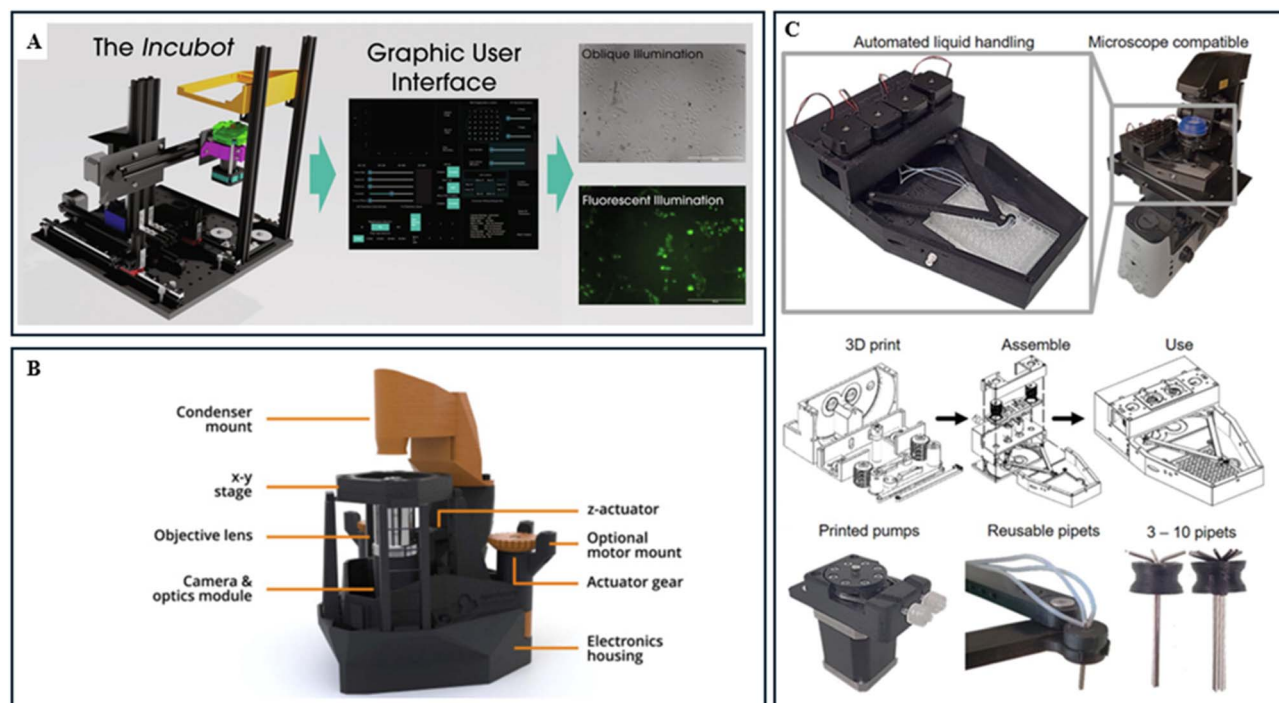 A
The Incubot
Graphic User
Interface
Oblique Illumination
Fluorescent Illumination
B
Condenser
mount
x-y
stage
Objective lens
Camera &
optics module
z-actuator
Optional
motor mount
Actuator gear
Electronics
housing
C
Automated liquid handling
Microscope compatible
3D print
Assemble
Use
Printed pumps
Reusable pipets
3 – 10 pipets